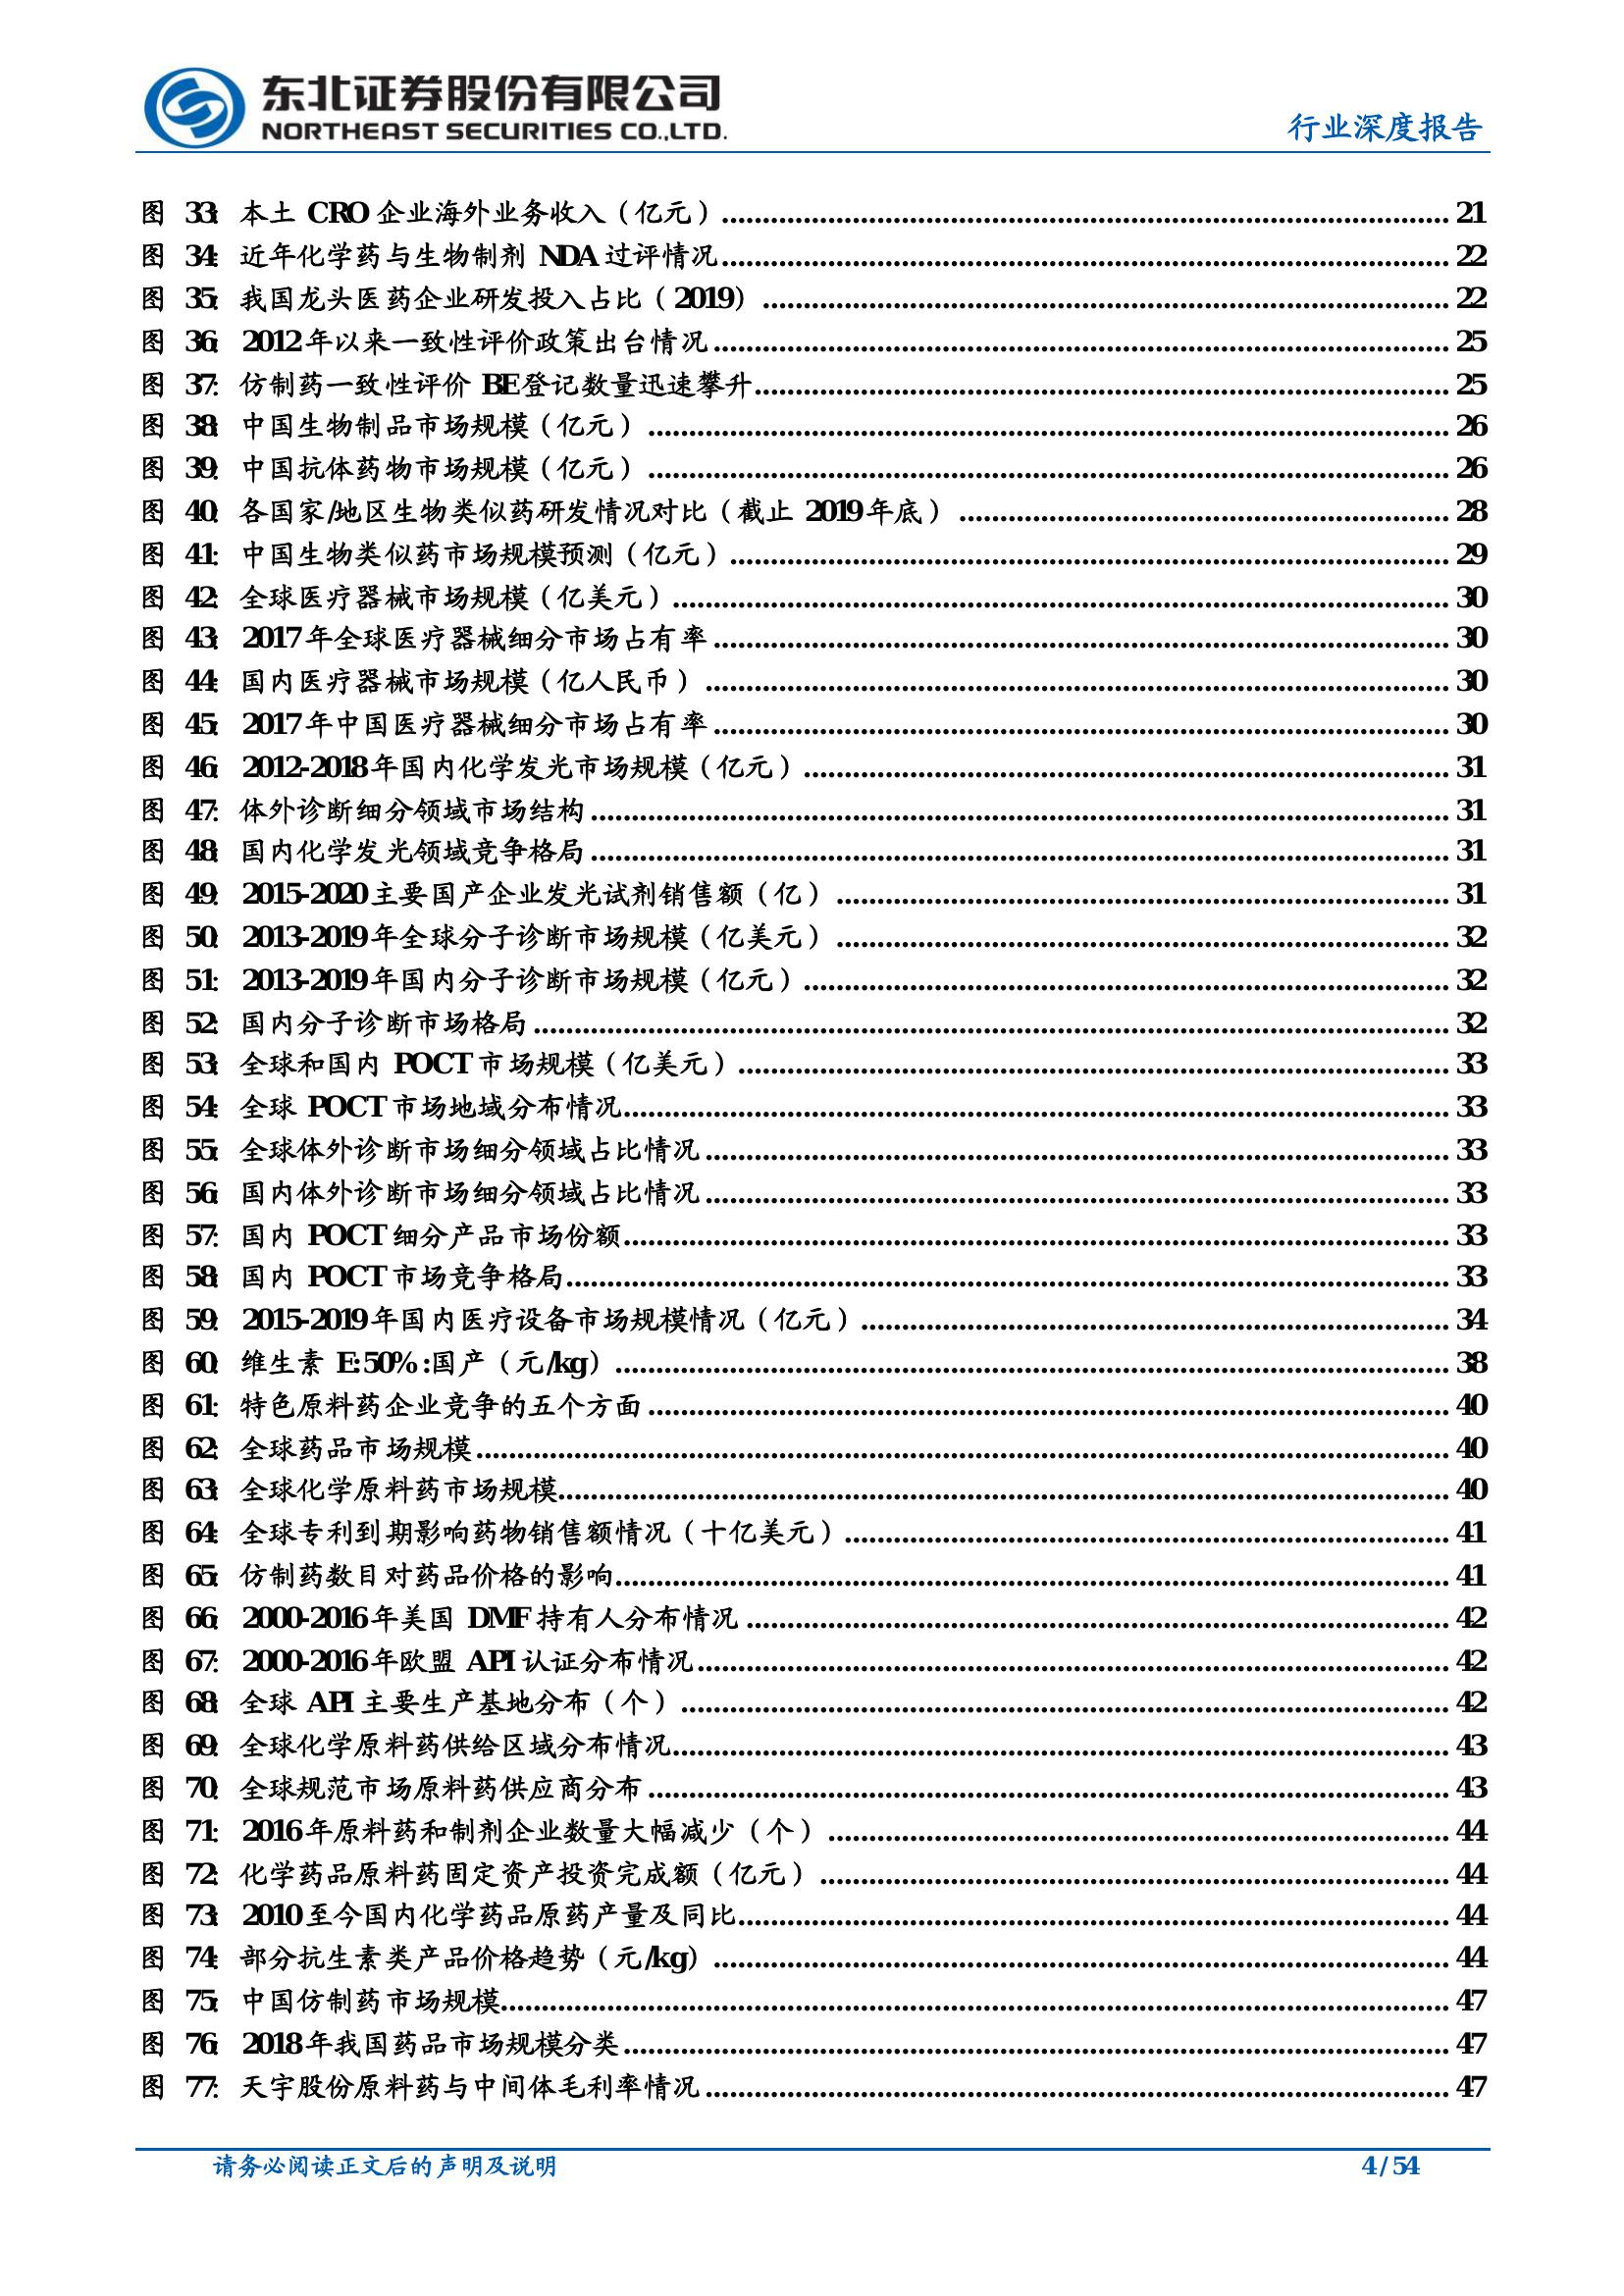 东北证券股份有限公司
NORTHEAST SECURITIES CO.,LTD.
行业深度报告
图 33: 本土 CRO 企业海外业务收入（亿元）........ 21
图 34: 近年化学药与生物制剂 NDA 过评情况........ 22
图 35: 我国龙头医药企业研发投入占比（2019）........ 22
图 36: 2012 年以来一致性评价政策出台情况........ 25
图 37: 仿制药一致性评价 BE 登记数量迅速攀升........ 25
图 38: 中国生物制品市场规模（亿元）........ 26
图 39: 中国抗体药物市场规模（亿元）........ 26
图 40: 各国家/地区生物类似药研发情况对比（截止 2019 年底）........ 28
图 41: 中国生物类似药市场规模预测（亿元）........ 29
图 42: 全球医疗器械市场规模（亿美元）........ 30
图 43: 2017 年全球医疗器械细分市场占有率........ 30
图 44: 国内医疗器械市场规模（亿人民币）........ 30
图 45: 2017 年中国医疗器械细分市场占有率........ 30
图 46: 2012-2018 年国内化学发光市场规模（亿元）........ 31
图 47: 体外诊断细分领域市场结构........ 31
图 48: 国内化学发光领域竞争格局........ 31
图 49: 2015-2020 主要国产企业发光试剂销售额（亿）........ 31
图 50: 2013-2019 年全球分子诊断市场规模（亿美元）........ 32
图 51: 2013-2019 年国内分子诊断市场规模（亿元）........ 32
图 52: 国内分子诊断市场格局........ 32
图 53: 全球和国内 POCT 市场规模（亿美元）........ 33
图 54: 全球 POCT 市场地域分布情况........ 33
图 55: 全球体外诊断市场细分领域占比情况........ 33
图 56: 国内体外诊断市场细分领域占比情况........ 33
图 57: 国内 POCT 细分产品市场份额........ 33
图 58: 国内 POCT 市场竞争格局........ 33
图 59: 2015-2019 年国内医疗设备市场规模情况（亿元）........ 34
图 60: 维生素 E:50%:国产（元/kg）........ 38
图 61: 特色原料药企业竞争的五个方面........ 40
图 62: 全球药品市场规模........ 40
图 63: 全球化学原料药市场规模........ 40
图 64: 全球专利到期影响药物销售额情况（十亿美元）........ 41
图 65: 仿制药数目对药品价格的影响........ 41
图 66: 2000-2016 年美国 DMF 持有人分布情况........ 42
图 67: 2000-2016 年欧盟 API 认证分布情况........ 42
图 68: 全球 API 主要生产基地分布（个）........ 42
图 69: 全球化学原料药供给区域分布情况........ 43
图 70: 全球规范市场原料药供应商分布........ 43
图 71: 2016 年原料药和制剂企业数量大幅减少（个）........ 44
图 72: 化学药品原料药固定资产投资完成额（亿元）........ 44
图 73: 2010 至今国内化学药品原药产量及同比........ 44
图 74: 部分抗生素类产品价格趋势（元/kg）........ 44
图 75: 中国仿制药市场规模........ 47
图 76: 2018 年我国药品市场规模分类........ 47
图 77: 天宇股份原料药与中间体毛利率情况........ 47
请务必阅读正文后的声明及说明
4 / 54